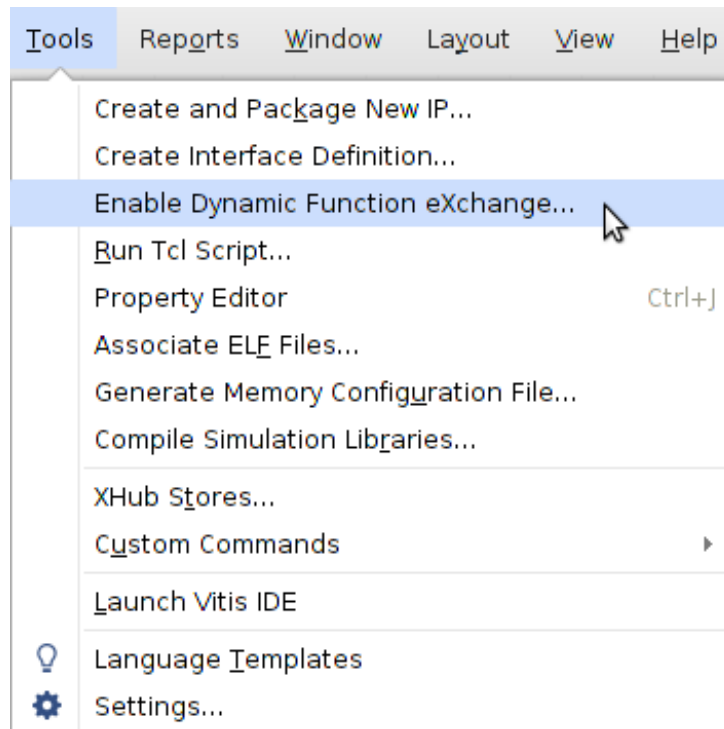 Tools Reports Window Layout View Help
Create and Package New IP...
Create Interface Definition...
Enable Dynamic Function eXchange...
Run Tcl Script...
Property Editor Ctrl+J
Associate ELF Files...
Generate Memory Configuration File...
Compile Simulation Libraries...
XHub Stores...
Custom Commands
Launch Vitis IDE
Language Templates
Settings...